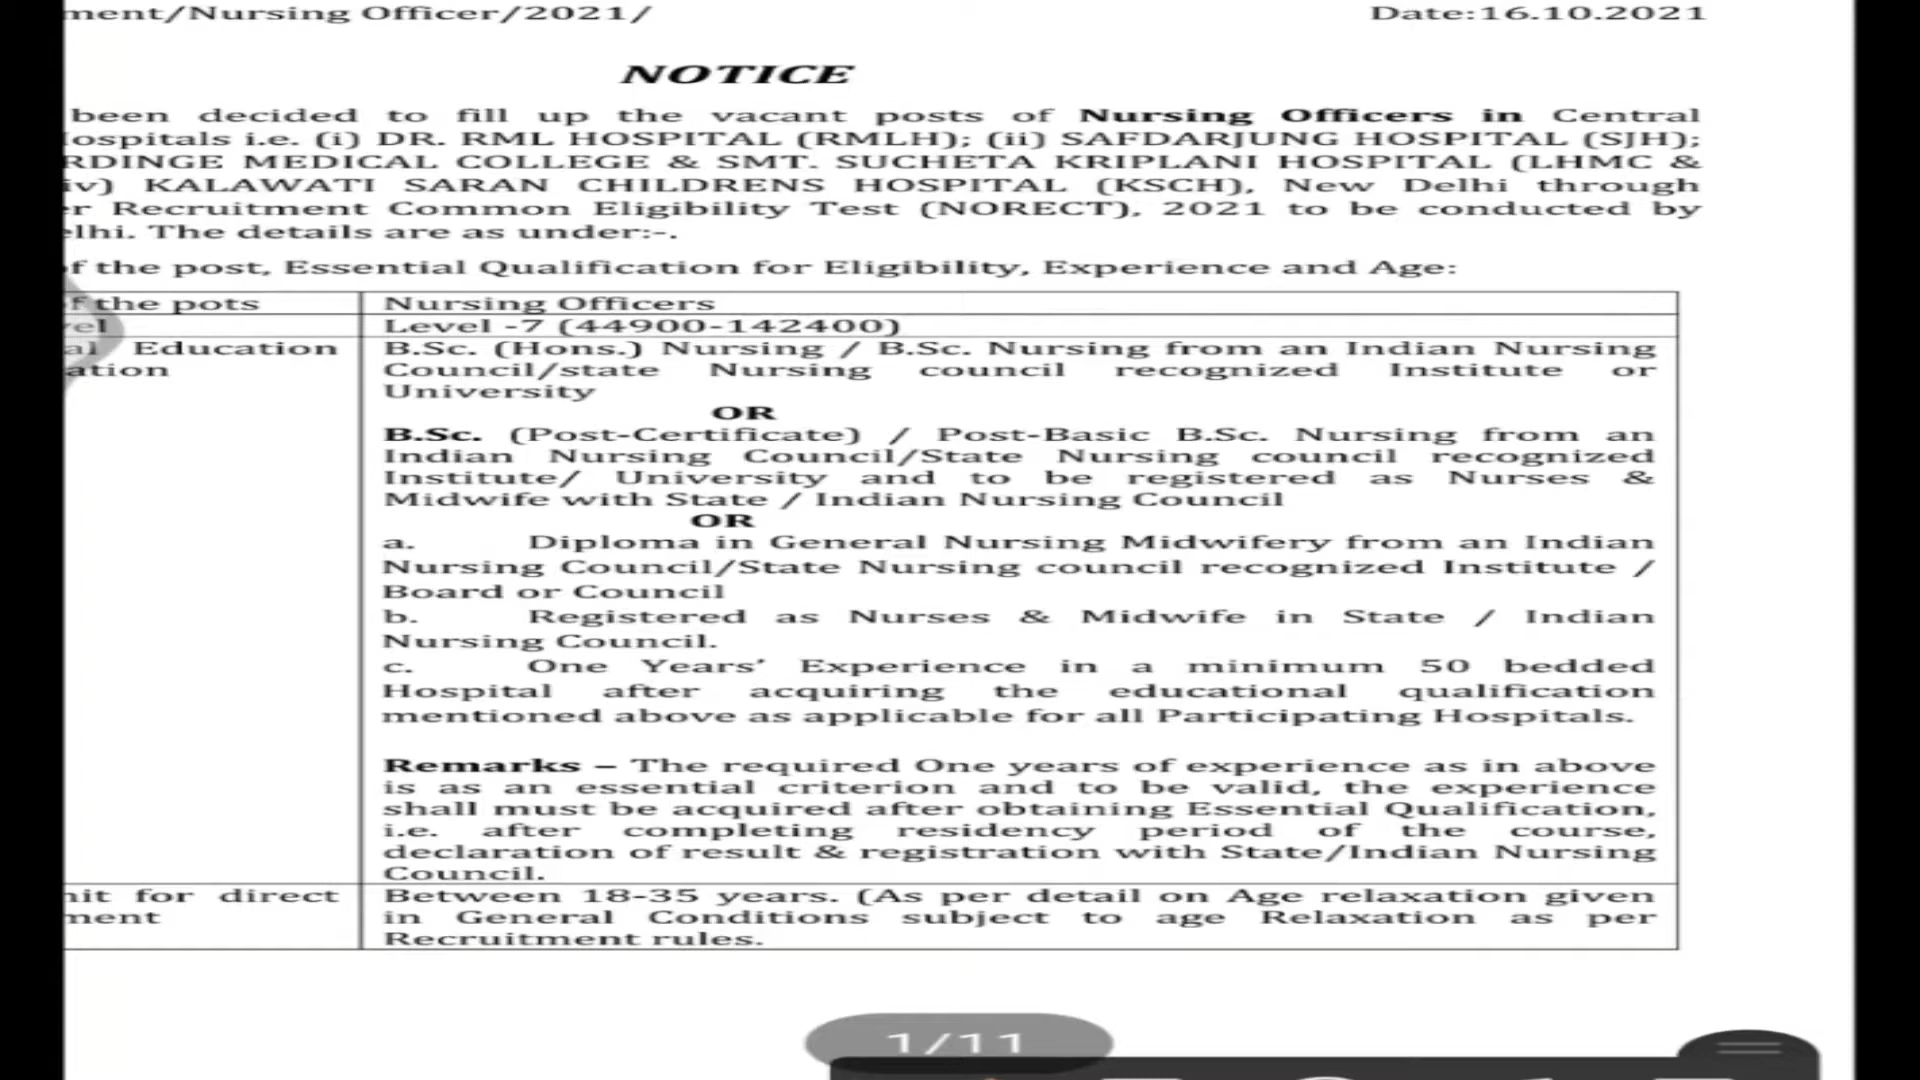 ment/Nursing Officer/2021/ Date:16.10.2021
NOTICE
been decided to fill up the vacant posts of Nursing Officers in Central
ospitals i.e. (i) DR. RML HOSPITAL (RMLH); (ii) SAFDARJUNG HOSPITAL (SJH);
RDINGE MEDICAL COLLEGE & SMT. SUCHETA KRIPLANI HOSPITAL (LHMC &
iv) KALAWATI SARAN CHILDRENS HOSPITAL (KSCH), New Delhi through
r Recruitment Common Eligibility Test (NORECT), 2021 to be conducted by
elhi. The details are as under:-.
f the post, Essential Qualification for Eligibility, Experience and Age:
f the pots Nursing Officers
vel Level -7 (44900-142400)
al Education B.Sc. (Hons.) Nursing / B.Sc. Nursing from an Indian Nursing
ation Council/state Nursing council recognized Institute or
University
OR
B.Sc. (Post-Certificate) / Post-Basic B.Sc. Nursing from an
Indian Nursing Council/State Nursing council recognized
Institute/ University and to be registered as Nurses &
Midwife with State / Indian Nursing Council
OR
a. Diploma in General Nursing Midwifery from an Indian
Nursing Council/State Nursing council recognized Institute /
Board or Council
b. Registered as Nurses & Midwife in State / Indian
Nursing Council.
c. One Years’ Experience in a minimum 50 bedded
Hospital after acquiring the educational qualification
mentioned above as applicable for all Participating Hospitals.
Remarks – The required One years of experience as in above
is as an essential criterion and to be valid, the experience
shall must be acquired after obtaining Essential Qualification,
i.e. after completing residency period of the course,
declaration of result & registration with State/Indian Nursing
Council.
nit for direct Between 18-35 years. (As per detail on Age relaxation given
ment in General Conditions subject to age Relaxation as per
Recruitment rules.
1/11